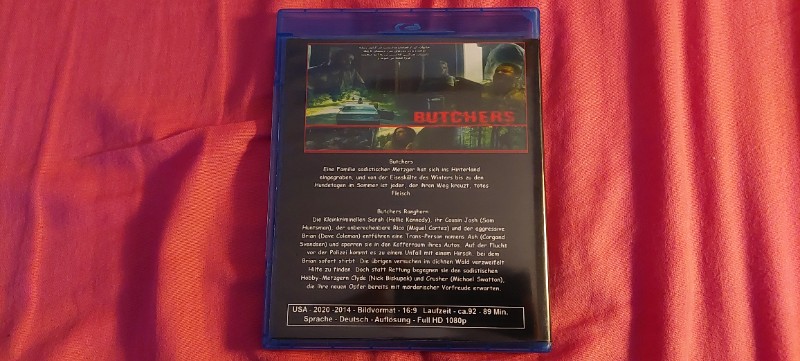 BUTCHERS
Butchers
Eine Familie sadistischer Metzger hat sich ins Hinterland
eingegraben, und von der Eiseskälte des Winters bis zu den
Hundetagen im Sommer ist jeder, der ihren Weg kreuzt, totes
Fleisch.
Butchers Raghorn
Die Kleinkriminellen Sarah (Hollie Kennedy), ihr Cousin Josh (Sam
Huersman), der unberechenbare Rico (Miguel Cortez) und der aggressive
Brian (Dave Coleman) entführen eine Trans-Person namens Ash (Corgand
Svendsen) und sperren sie in den Kofferraum ihres Autos. Auf der Flucht
vor der Polizei kommt es zu einem Unfall mit einem Hirsch, bei dem
Brian sofort stirbt. Die übrigen versuchen im dichten Wald verzweifelt
Hilfe zu finden. Doch statt Rettung begegnen sie den sadistischen
Hobby-Metzgern Clyde (Nick Biskupek) und Crusher (Michael Swatton),
die ihre neuen Opfer bereits mit mörderischer Vorfreude erwarten.
USA - 2020 -2014 - Bildvormat - 16:9 Laufzeit - ca.92 - 89 Min.
Sprache - Deutsch - Auflösung - Full HD 1080p